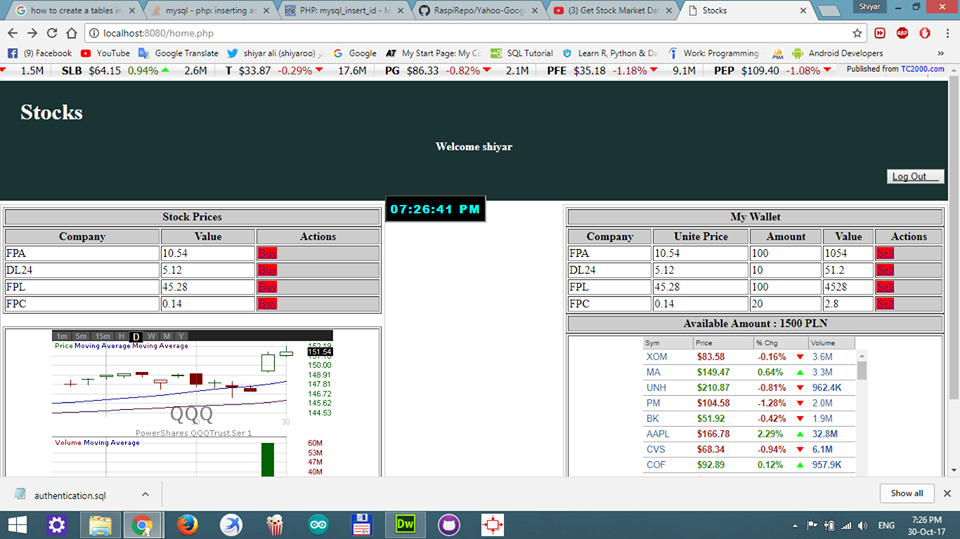 how to create a tables in
mysql - php: inserting an
PHP: mysql_insert_id - M
RaspiRepo/Yahoo-Goog
(3) Get Stock Market Dat
Stocks
Shiyar
localhost:8080/home.php
(9) Facebook YouTube Google Translate shiyar ali (shiyaroo) Google My Start Page: My Co SQL Tutorial Learn R, Python & Da Work: Programming Android Developers
1.5M SLB $64.15 0.94% 2.6M T $33.87 -0.29% 17.6M PG $86.33 -0.82% 2.1M PFE $35.18 -1.18% 9.1M PEP $109.40 -1.08% Published from TC2000.com
Stocks
Welcome shiyar
Log Out
07:26:41 PM
Stock Prices
Company Value Actions
FPA 10.54 Buy
DL24 5.12 Buy
FPL 45.28 Buy
FPC 0.14 Buy
1m 5m 15m H D W M Y
Price Moving Average Moving Average
152.19
151.54
151.10
150.00
148.91
147.81
146.72
145.62
144.53
QQQ
30
PowerShares QQQTrust Ser 1
Volume Moving Average
60M
53M
47M
40M
My Wallet
Company Unite Price Amount Value Actions
FPA 10.54 100 1054 Sell
DL24 5.12 10 51.2 Sell
FPL 45.28 100 4528 Sell
FPC 0.14 20 2.8 Sell
Available Amount : 1500 PLN
Sym Price % Chg Volume
XOM $83.58 -0.16% 3.6M
MA $149.47 0.64% 3.3M
UNH $210.87 -0.81% 962.4K
PM $104.58 -1.28% 2.0M
BK $51.92 -0.42% 1.9M
AAPL $166.78 2.29% 32.8M
CVS $68.34 -0.94% 6.1M
COF $92.89 0.12% 957.9K
authentication.sql
Show all
Dw
ENG
7:26 PM
30-Oct-17